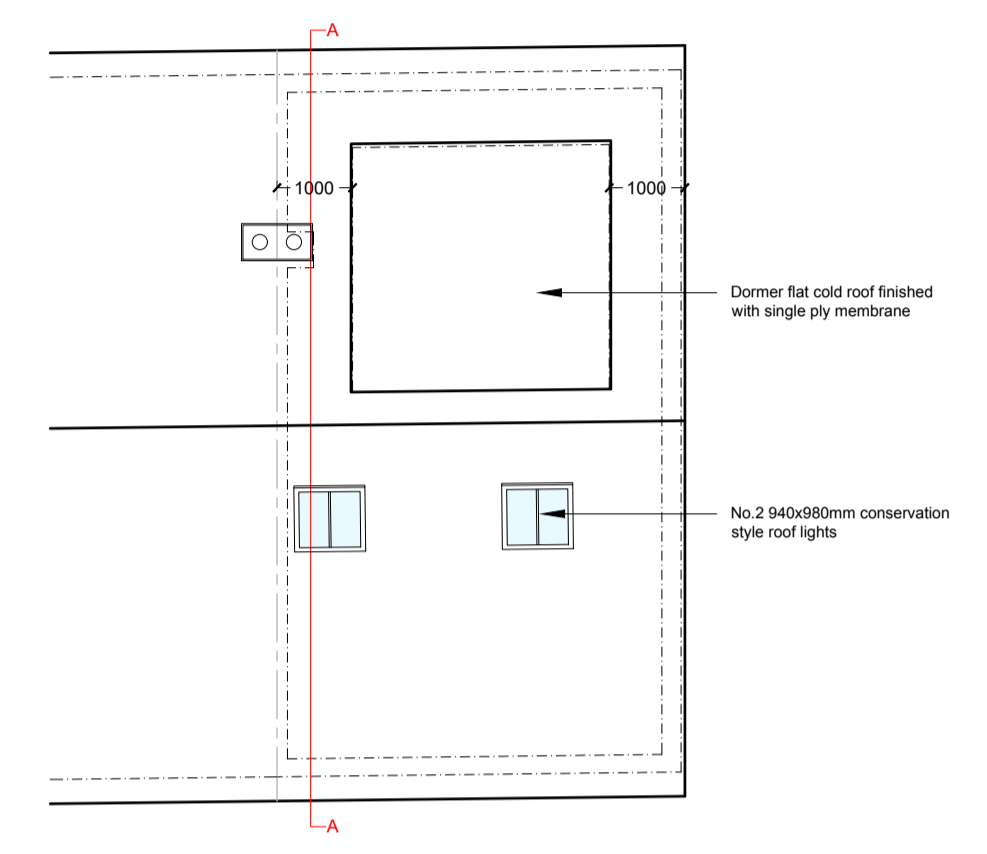 A
1000
1000
Dormer flat cold roof finished
with single ply membrane
No.2 940x980mm conservation
style roof lights
A